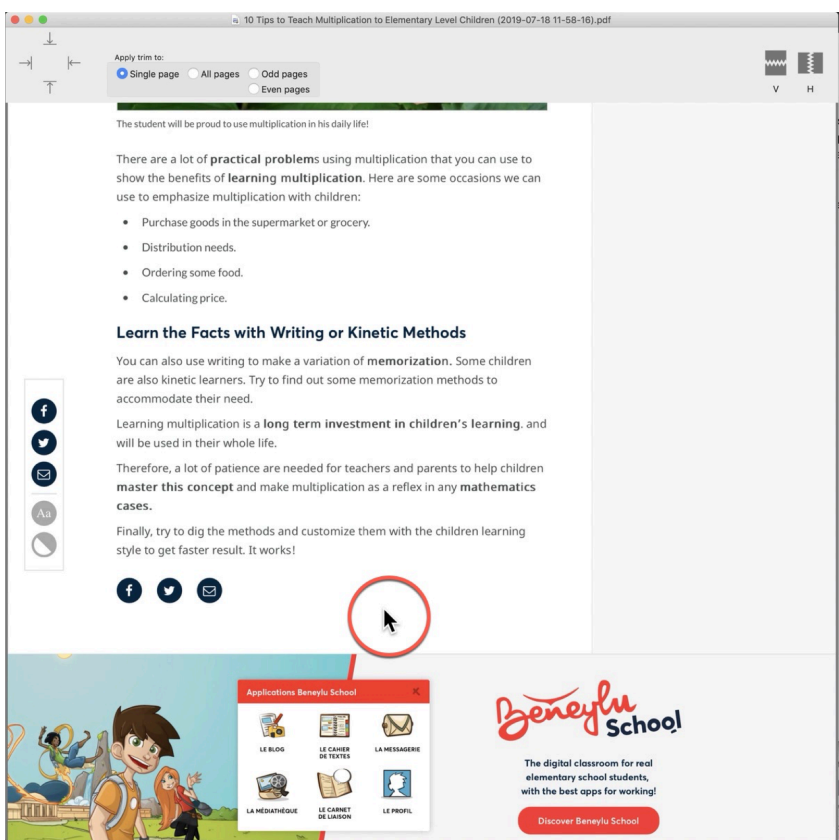 10 Tips to Teach Multiplication to Elementary Level Children (2019-07-18 11-58-16).pdf
Apply trim to:
Single page All pages Odd pages
Even pages
V H
The student will be proud to use multiplication in his daily life!
There are a lot of practical problems using multiplication that you can use to
show the benefits of learning multiplication. Here are some occasions we can
use to emphasize multiplication with children:
• Purchase goods in the supermarket or grocery.
• Distribution needs.
• Ordering some food.
• Calculating price.
Learn the Facts with Writing or Kinetic Methods
You can also use writing to make a variation of memorization. Some children
are also kinetic learners. Try to find out some memorization methods to
accommodate their need.
Learning multiplication is a long term investment in children's learning. and
will be used in their whole life.
Therefore, a lot of patience are needed for teachers and parents to help children
master this concept and make multiplication as a reflex in any mathematics
cases.
Aa
Finally, try to dig the methods and customize them with the children learning
style to get faster result. It works!
Applications Beneylu School
LE BLOG
LE CAHIER
DE TEXTES
LA MESSAGERIE
LA MÉDIATHÈQUE
LE CARNET
DE LIAISON
LE PROFIL
Beneylu
School
The digital classroom for real
elementary school students,
with the best apps for working!
Discover Beneylu School